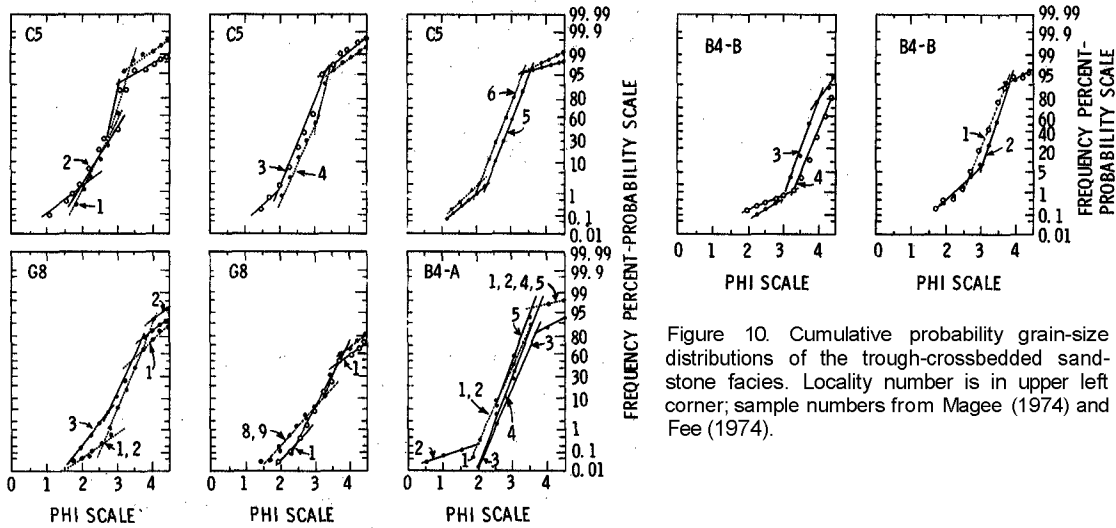 C5
C5
C5
2
1
3
4
6
5
99.99
99.9
99
95
80
60
30
10
1
0.1
0.01
FREQUENCY PERCENT-PROBABILITY SCALE
G8
G8
B4-A
2
1
3
1,2
8,9
1
1
1,2,4,5
5
3
1,2
4
2
1
3
99.99
99.9
99
95
80
60
30
10
1
0.1
0.01
0 1 2 3 4
0 1 2 3 4
0 1 2 3 4
PHI SCALE
PHI SCALE
PHI SCALE
B4-B
B4-B
3
4
1
2
99.99
99.9
99
95
80
60
40
20
5
1
0.1
0.01
FREQUENCY PERCENT-
PROBABILITY SCALE
0 1 2 3 4
0 1 2 3 4
PHI SCALE
PHI SCALE
Figure 10. Cumulative probability grain-size
distributions of the trough-crossbedded sand-
stone facies. Locality number is in upper left
corner; sample numbers from Magee (1974) and
Fee (1974).